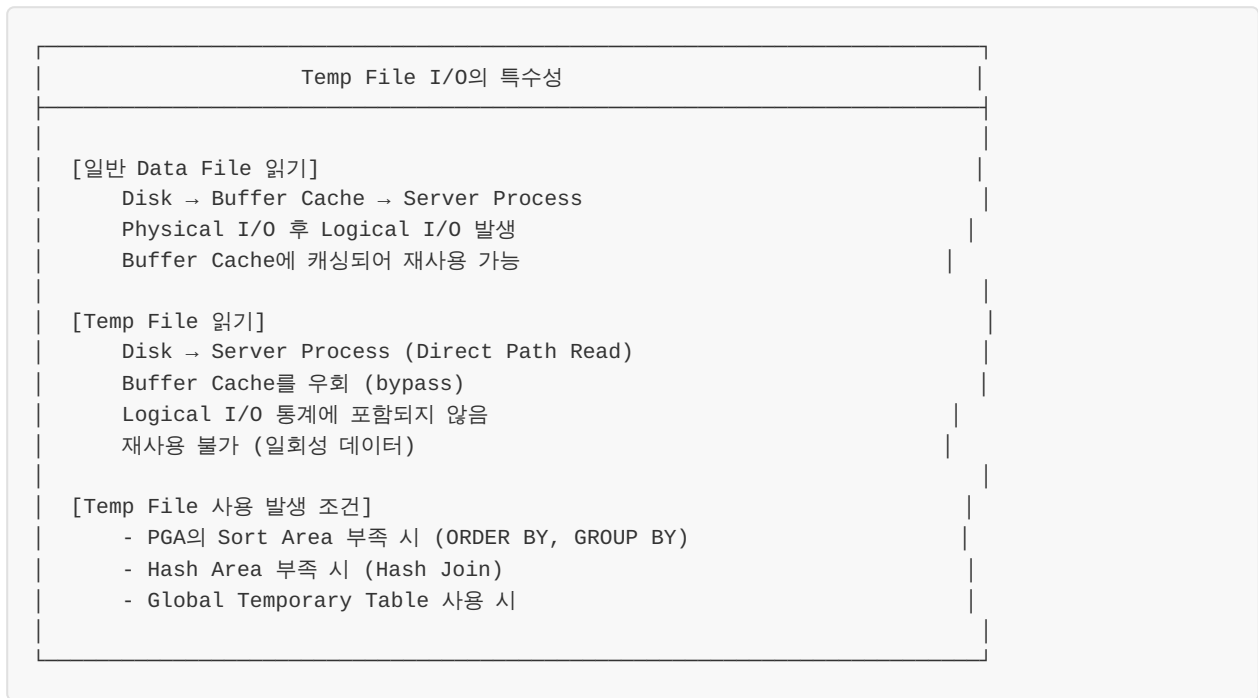 Temp File I/O의 특수성
[일반 Data File 읽기]
Disk → Buffer Cache → Server Process
Physical I/O 후 Logical I/O 발생
Buffer Cache에 캐싱되어 재사용 가능
[Temp File 읽기]
Disk → Server Process (Direct Path Read)
Buffer Cache를 우회 (bypass)
Logical I/O 통계에 포함되지 않음
재사용 불가 (일회성 데이터)
[Temp File 사용 발생 조건]
- PGA의 Sort Area 부족 시 (ORDER BY, GROUP BY)
- Hash Area 부족 시 (Hash Join)
- Global Temporary Table 사용 시